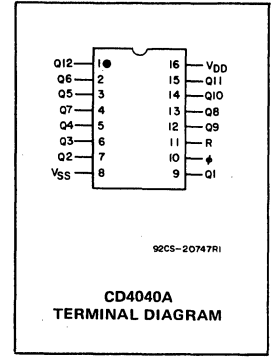 Q12 1 16 VDD
Q6 2 15 Q11
Q5 3 14 Q10
Q7 4 13 Q8
Q4 5 12 Q9
Q3 6 11 R
Q2 7 10 ϕ
VSS 8 9 Q1
92CS-20747R1
CD4040A
TERMINAL DIAGRAM